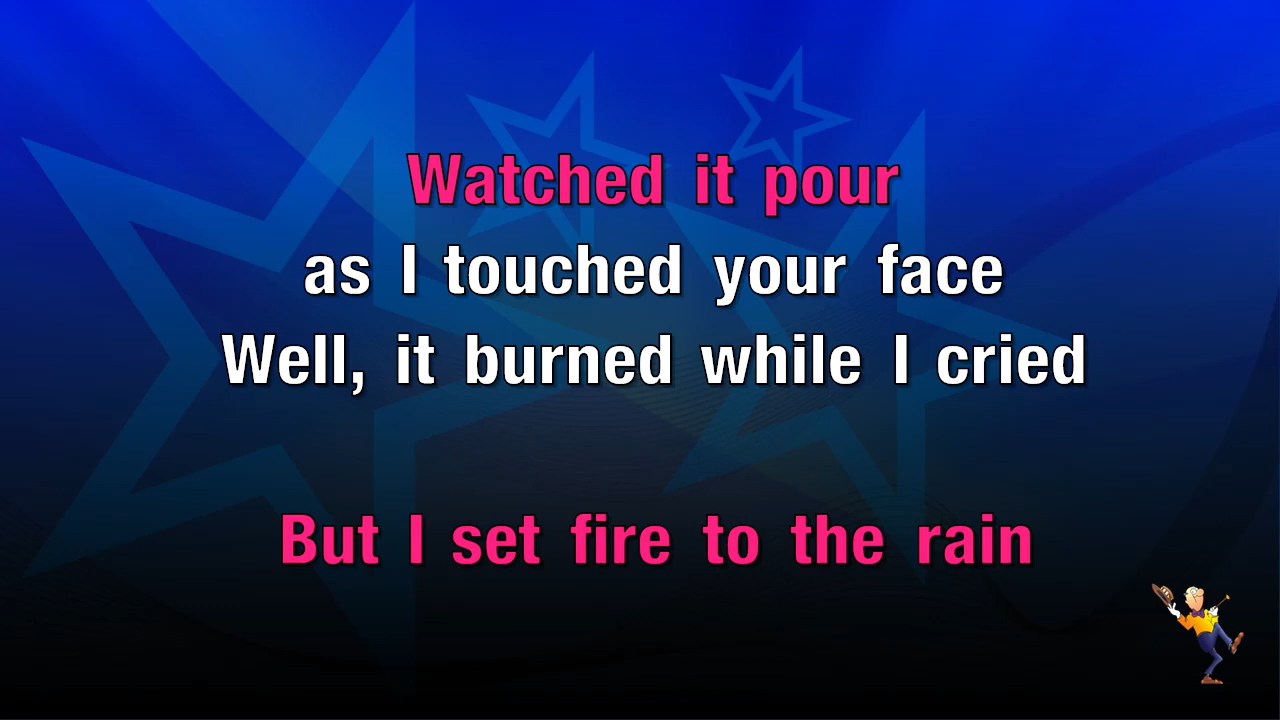 Watched it pour
as I touched your face
Well, it burned while I cried
But I set fire to the rain